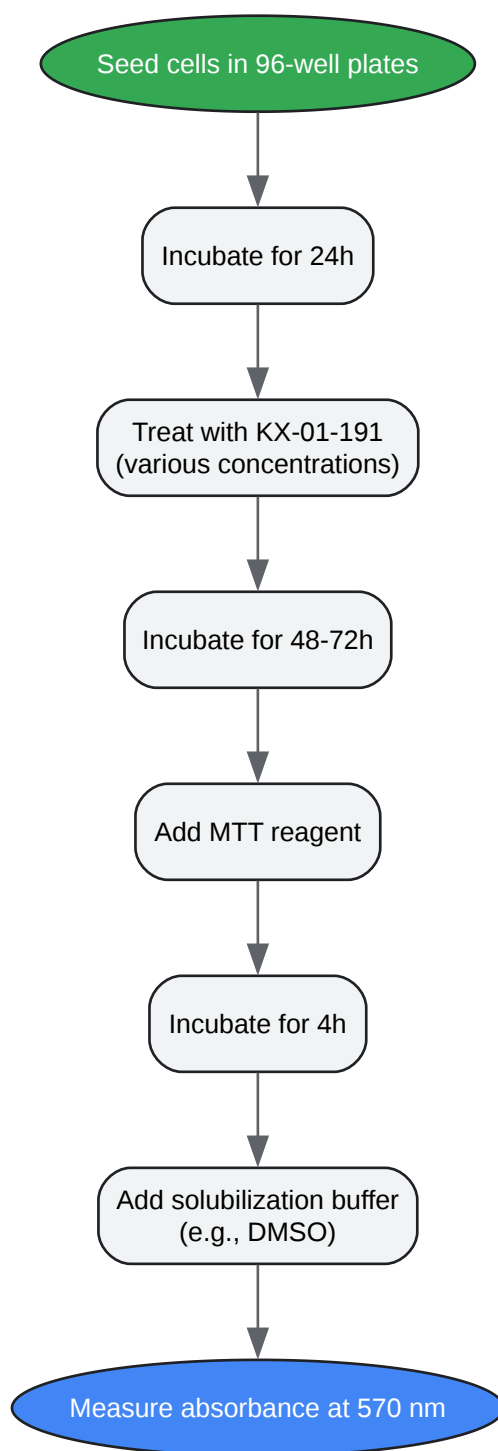 Seed cells in 96-well plates
Incubate for 24h
Treat with KX-01-191
(various concentrations)
Incubate for 48-72h
Add MTT reagent
Incubate for 4h
Add solubilization buffer
(e.g., DMSO)
Measure absorbance at 570 nm